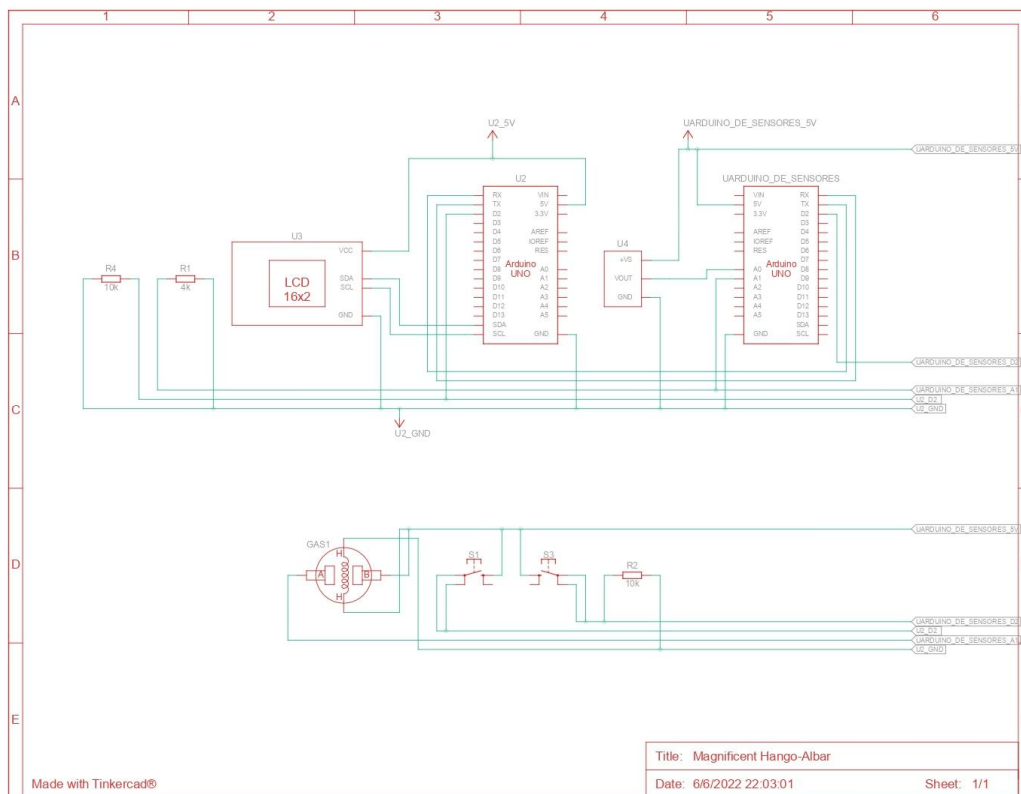 1 2 3 4 5 6
A
U2_5V
UARDUINO_DE_SENSORES_5V
UARDUINO_DE_SENSORES_5V
U2
UARDUINO_DE_SENSORES
RX VIN
TX 5V
D2 3.3V
D3
D4 AREF
D5 IOREF
D6 RES
D7
D8 A0
D9 A1
D10 A2
D11 A3
D12 A4
D13 A5
SDA
SCL GND
Arduino
UNO
VIN RX
5V TX
3.3V D2
D3
AREF D4
IOREF D5
RES D6
D7
A0 D8
A1 D9
A2 D10
A3 D11
A4 D12
A5 D13
SDA
GND SCL
Arduino
UNO
B
U3
VCC
LCD
16x2
SDA
SCL
GND
U4
+VS
VOUT
GND
R4
10k
R1
4k
C
UARDUINO_DE_SENSORES_D2
UARDUINO_DE_SENSORES_A1
U2_D2
U2_GND
U2_GND
D
UARDUINO_DE_SENSORES_5V
GAS1
H
A B
H
S1
S3
R2
10k
UARDUINO_DE_SENSORES_D2
U2_D2
UARDUINO_DE_SENSORES_A1
U2_GND
E
Title: Magnificent Hango-Albar
Made with Tinkercad®
Date: 6/6/2022 22:03:01 Sheet: 1/1